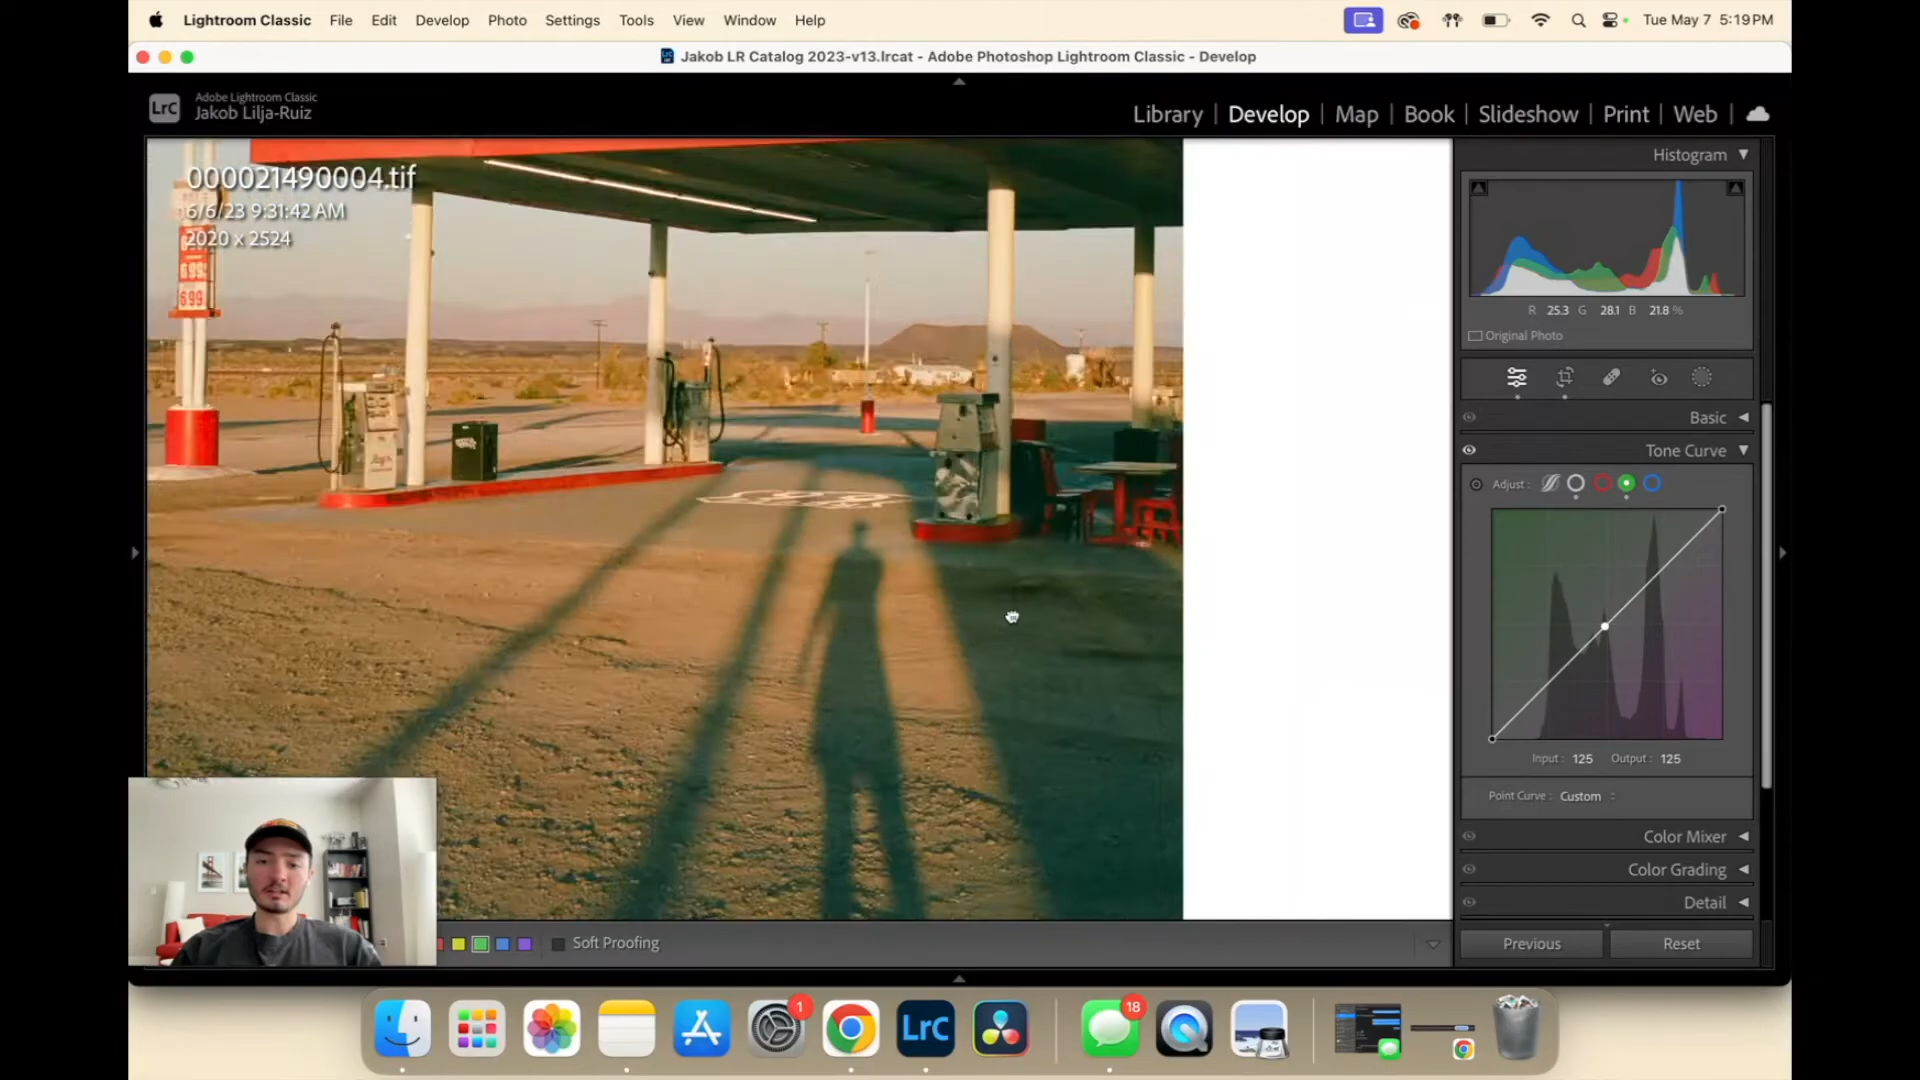 Lightroom Classic File Edit Develop Photo Settings Tools View Window Help Tue May 7 5:19 PM
Jakob LR Catalog 2023-v13.lrcat - Adobe Photoshop Lightroom Classic - Develop
LrC
Adobe Lightroom Classic
Jakob Lilja-Ruiz
Library | Develop | Map | Book | Slideshow | Print | Web
000021490004.tif
6/6/23 9:31:42 AM
2020 x 2524
699
699
Histogram
R 25.3 G 28.1 B 21.8 %
Original Photo
Basic
Tone Curve
Adjust :
Input : 125 Output : 125
Point Curve : Custom
Color Mixer
Color Grading
Detail
Previous Reset
Soft Proofing
1
LrC
18